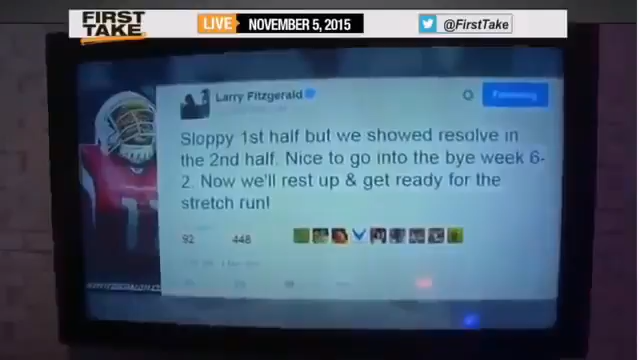 FIRST TAKE
LIVE NOVEMBER 5, 2015 @FirstTake
Larry Fitzgerald
Following
Sloppy 1st half but we showed resolve in
the 2nd half. Nice to go into the bye week 6-
2. Now we'll rest up & get ready for the
stretch run!
92 448